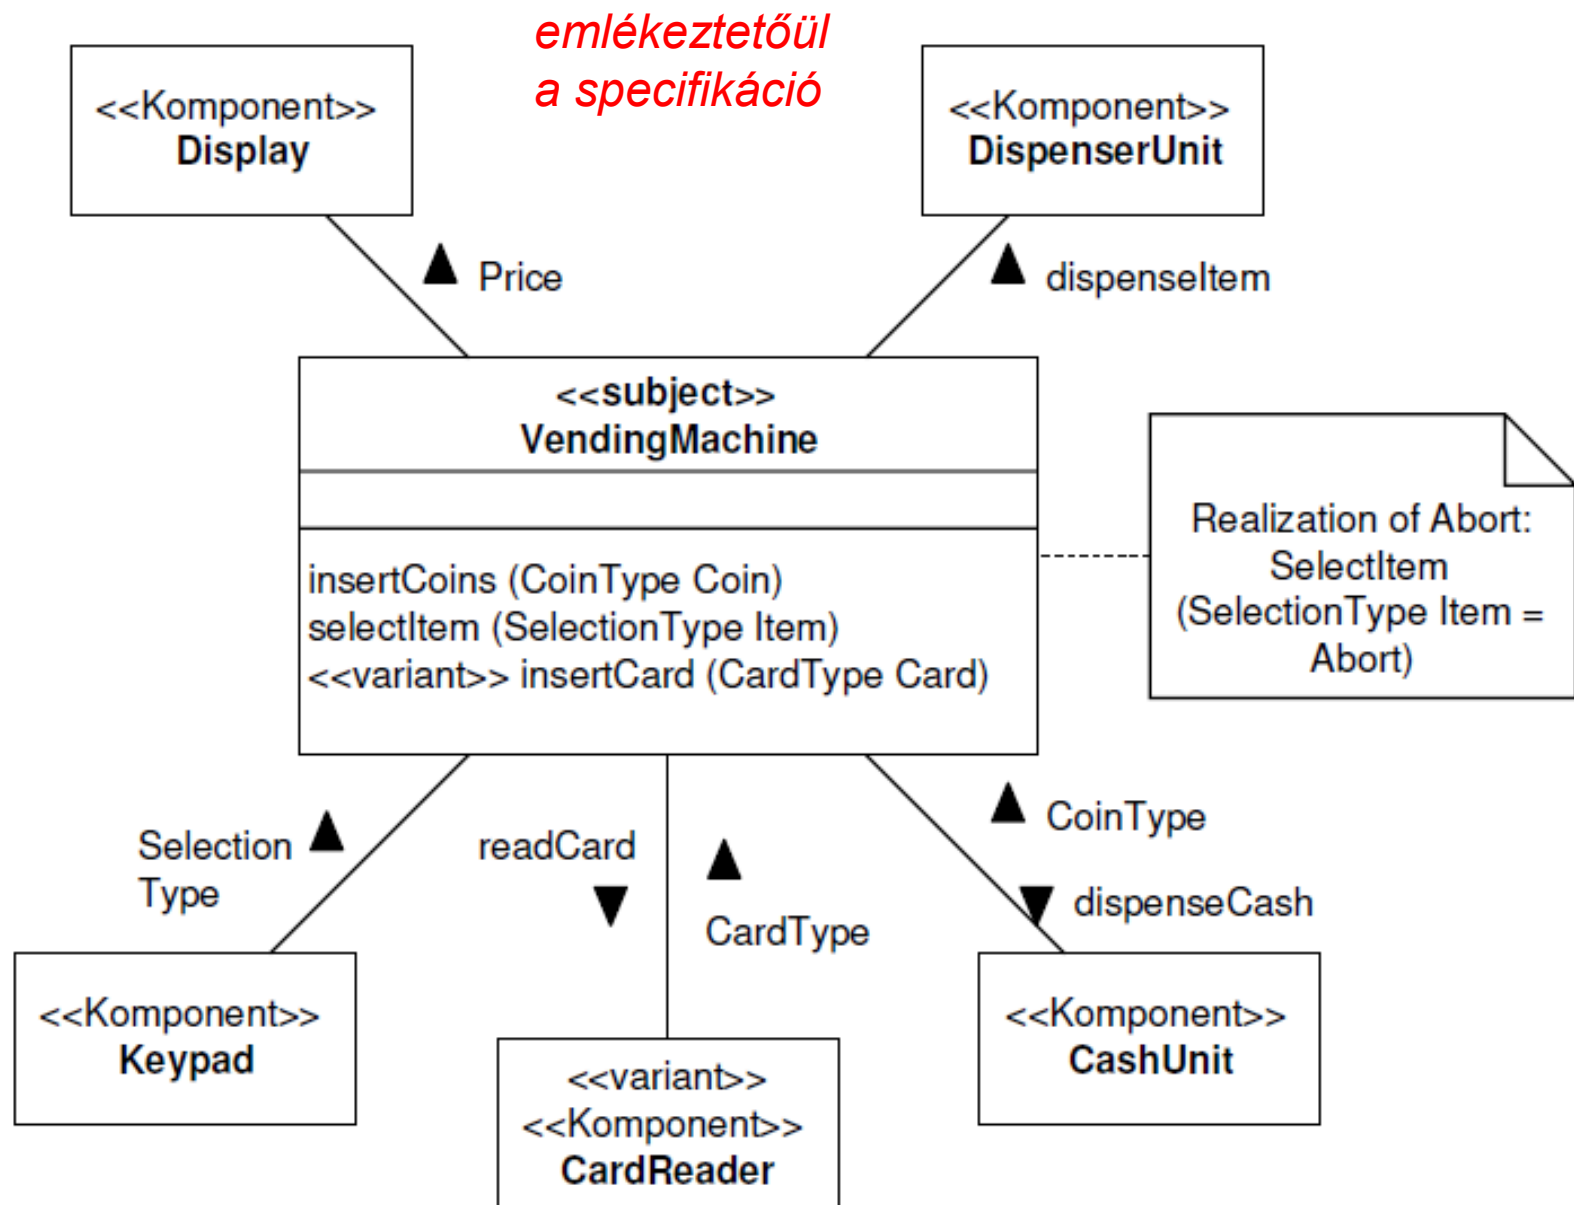 emlékeztetőül
a specifikáció
<<Komponent>>
Display
<<Komponent>>
DispenserUnit
Price
dispenseItem
<<subject>>
VendingMachine
insertCoins (CoinType Coin)
selectItem (SelectionType Item)
<<variant>> insertCard (CardType Card)
Realization of Abort:
SelectItem
(SelectionType Item =
Abort)
Selection
Type
readCard
CardType
CoinType
dispenseCash
<<Komponent>>
Keypad
<<variant>>
<<Komponent>>
CardReader
<<Komponent>>
CashUnit